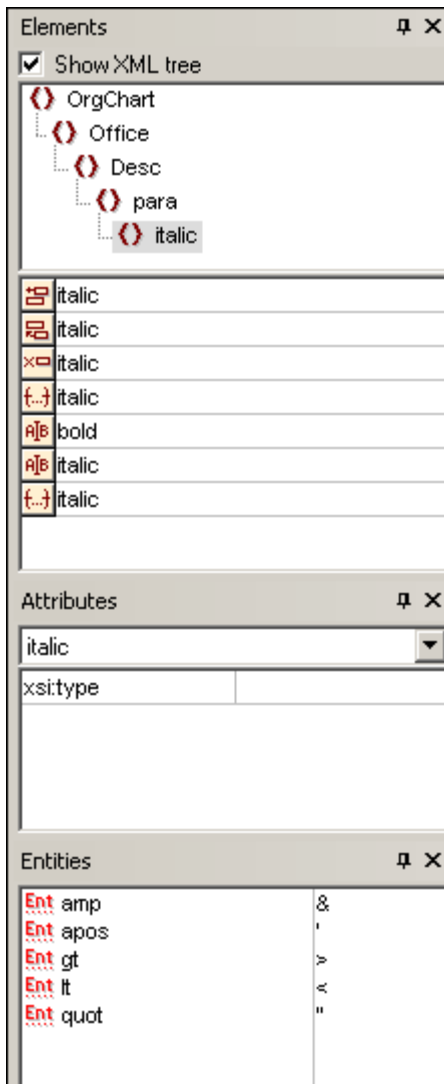 Elements
Show XML tree
OrgChart
Office
Desc
para
italic
italic
italic
italic
{...} italic
A B bold
A B italic
{...} italic
Attributes
italic
xsi:type
Entities
Ent amp &
Ent apos '
Ent gt >
Ent lt <
Ent quot "